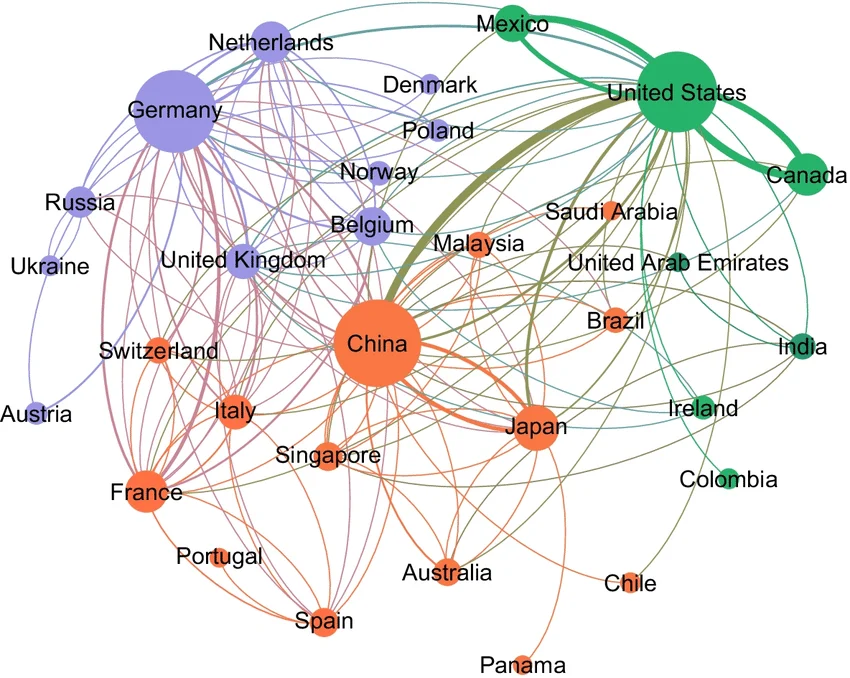 Mexico
Netherlands
Denmark
United States
Germany
Poland
Norway
Canada
Russia
Saudi Arabia
Belgium
Malaysia
Ukraine
United Kingdom
United Arab Emirates
Brazil
China
Switzerland
India
Austria
Italy
Ireland
Japan
Singapore
Colombia
France
Portugal
Australia
Chile
Spain
Panama